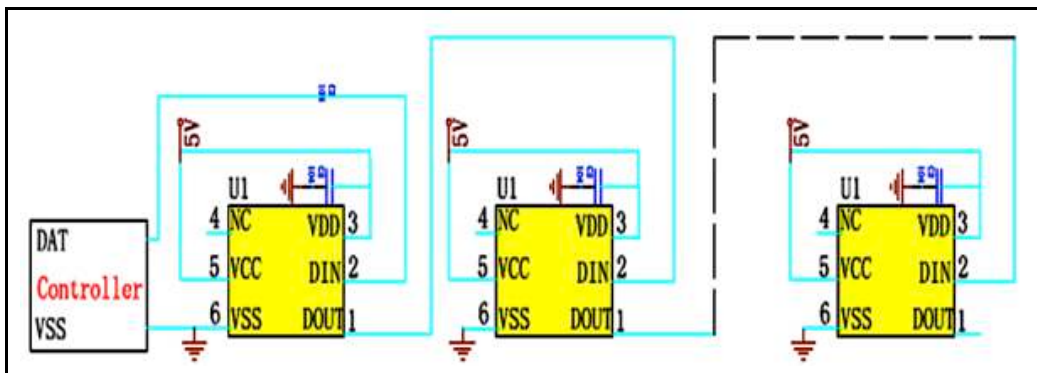 5V
5V
5V
U1
U1
U1
DAT
Controller
VSS
4 NC VDD 3
5 VCC DIN 2
6 VSS DOUT 1
4 NC VDD 3
5 VCC DIN 2
6 VSS DOUT 1
4 NC VDD 3
5 VCC DIN 2
6 VSS DOUT 1